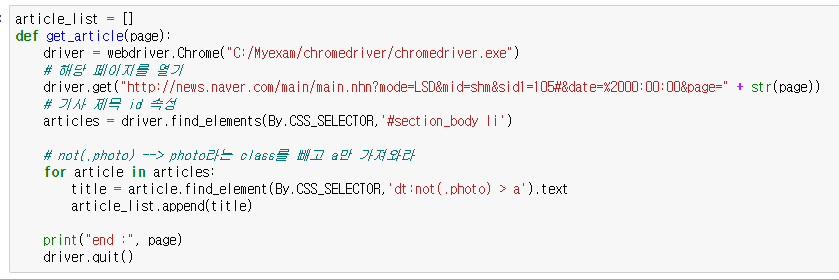 article_list = []
def get_article(page):
    driver = webdriver.Chrome("C:/Myexam/chromedriver/chromedriver.exe")
    # 해당 페이지를 열기
    driver.get("http://news.naver.com/main/main.nhn?mode=LSD&mid=shm&sid1=105#&date=%2000:00:00&page=" + str(page))
    # 기사 제목 id 속성
    articles = driver.find_elements(By.CSS_SELECTOR,'#section_body li')

    # not(.photo) --> photo라는 class를 빼고 a만 가져와라
    for article in articles:
        title = article.find_element(By.CSS_SELECTOR,'dt:not(.photo) > a').text
        article_list.append(title)

    print("end :", page)
    driver.quit()